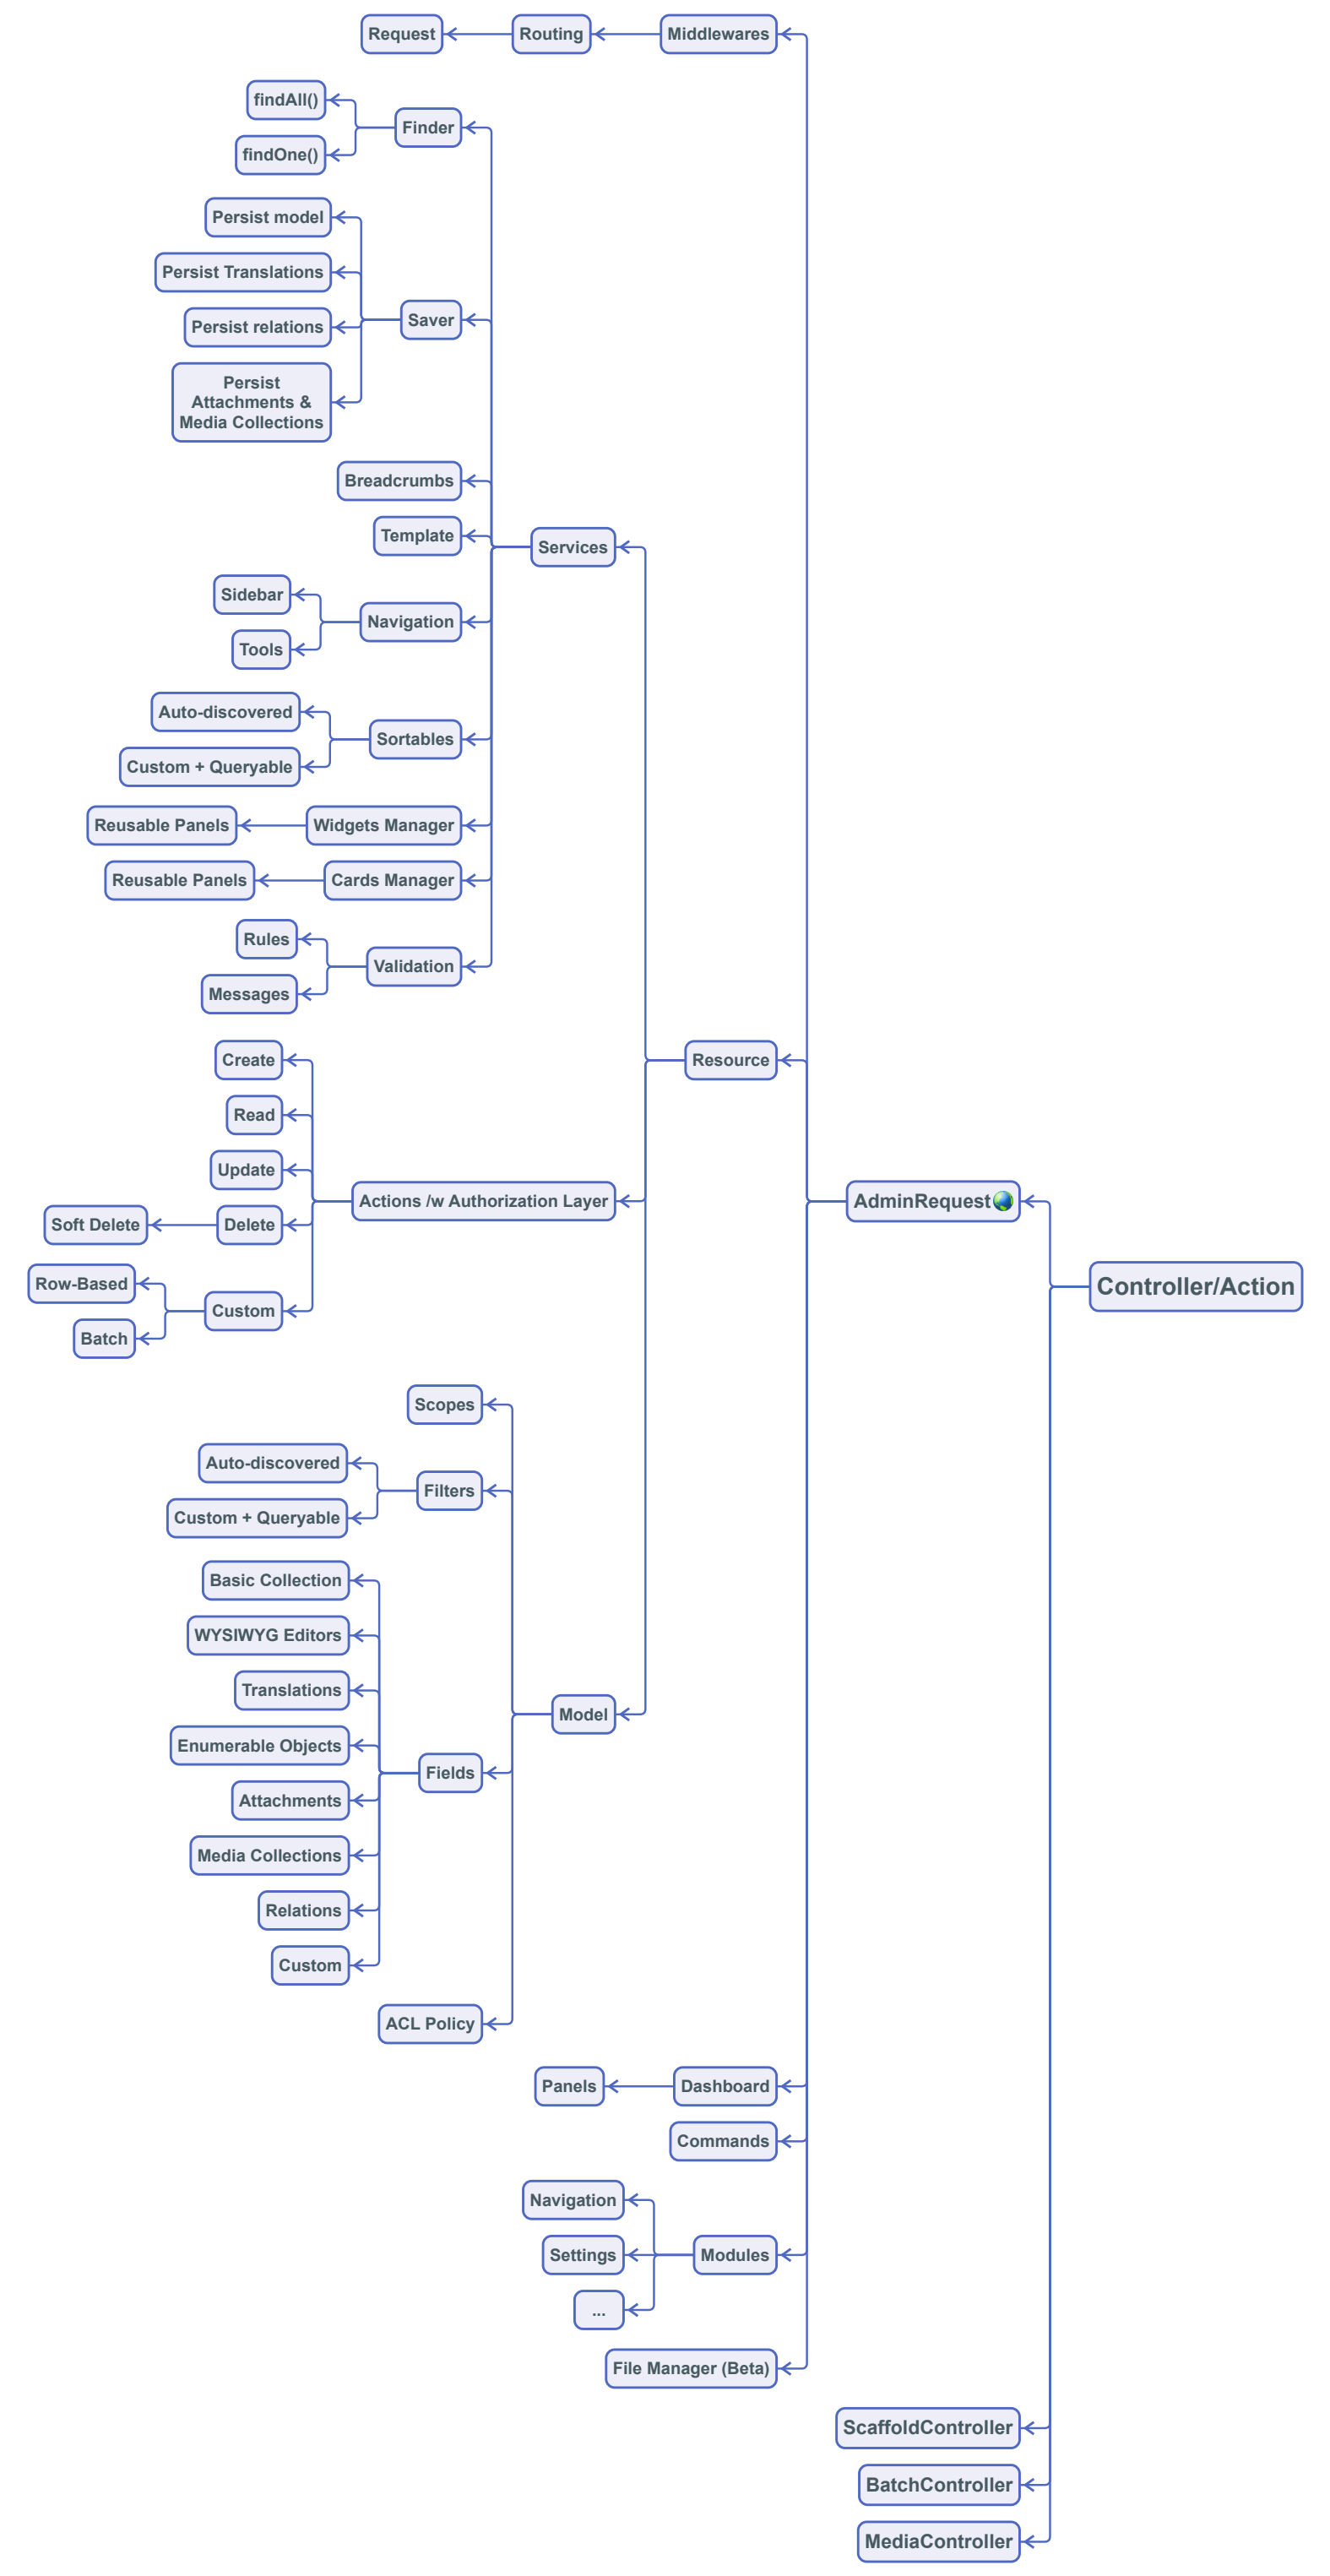 Request
Routing
Middlewares
findAll()
Finder
findOne()
Persist model
Persist Translations
Saver
Persist relations
Persist
Attachments &
Media Collections
Breadcrumbs
Template
Services
Sidebar
Navigation
Tools
Auto-discovered
Sortables
Custom + Queryable
Reusable Panels
Widgets Manager
Reusable Panels
Cards Manager
Rules
Validation
Messages
Create
Resource
Read
Update
Actions /w Authorization Layer
AdminRequest
Soft Delete
Delete
Row-Based
Controller/Action
Custom
Batch
Scopes
Auto-discovered
Filters
Custom + Queryable
Basic Collection
WYSIWYG Editors
Translations
Model
Enumerable Objects
Fields
Attachments
Media Collections
Relations
Custom
ACL Policy
Panels
Dashboard
Commands
Navigation
Settings
Modules
...
File Manager (Beta)
ScaffoldController
BatchController
MediaController